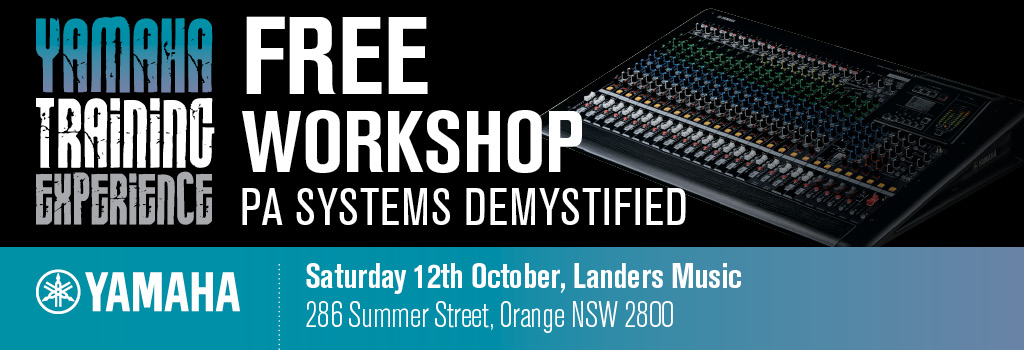 YAMAHA
TRAINING
EXPERIENCE
FREE
WORKSHOP
PA SYSTEMS DEMYSTIFIED
YAMAHA
Saturday 12th October, Landers Music
286 Summer Street, Orange NSW 2800